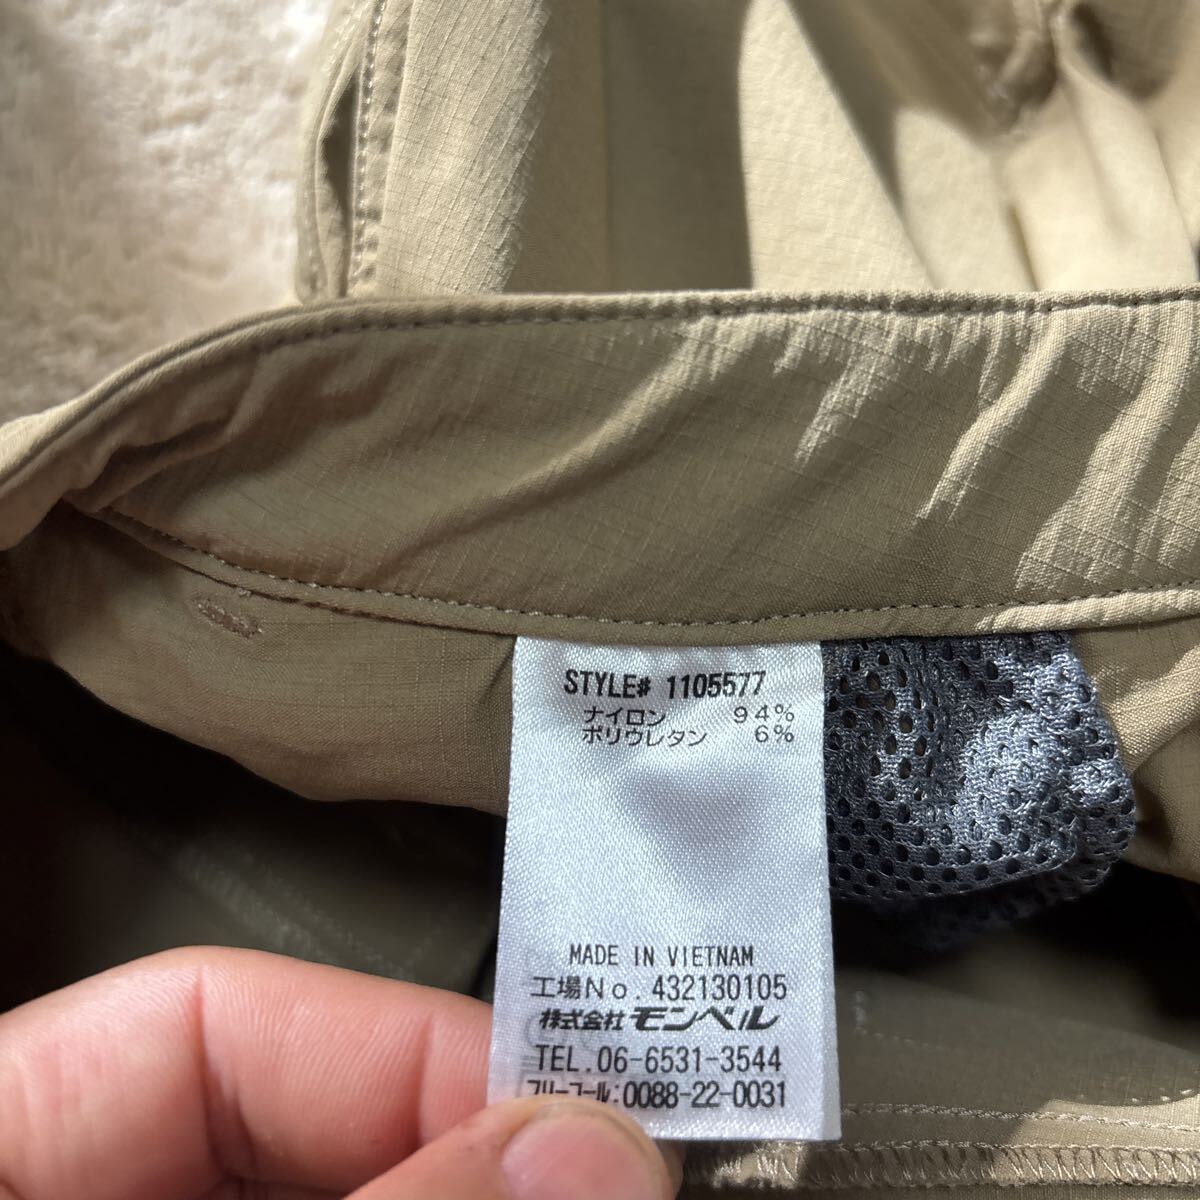 STYLE# 1105577
ナイロン 94%
ポリウレタン 6%
MADE IN VIETNAM
工場No. 432130105
株式会社モンベル
TEL.06-6531-3544
フリーコール:0088-22-0031